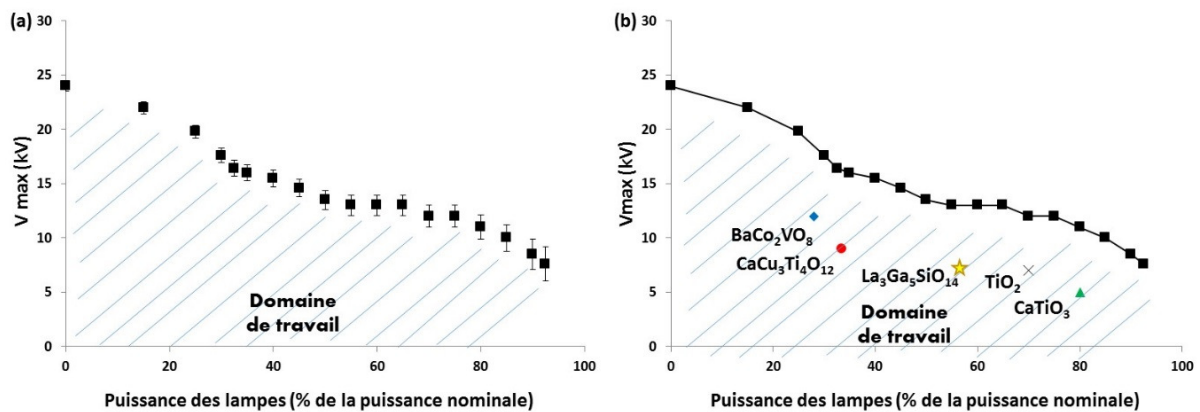 (a)
30
25
20
15
10
5
0
V max (kV)
Domaine
de travail
0 20 40 60 80 100
Puissance des lampes (% de la puissance nominale)
(b)
30
25
20
15
10
5
0
Vmax (kV)
BaCo₂VO₈
CaCu₃Ti₄O₁₂
La₃Ga₅SiO₁₄
TiO₂
CaTiO₃
Domaine
de travail
0 20 40 60 80 100
Puissance des lampes (% de la puissance nominale)